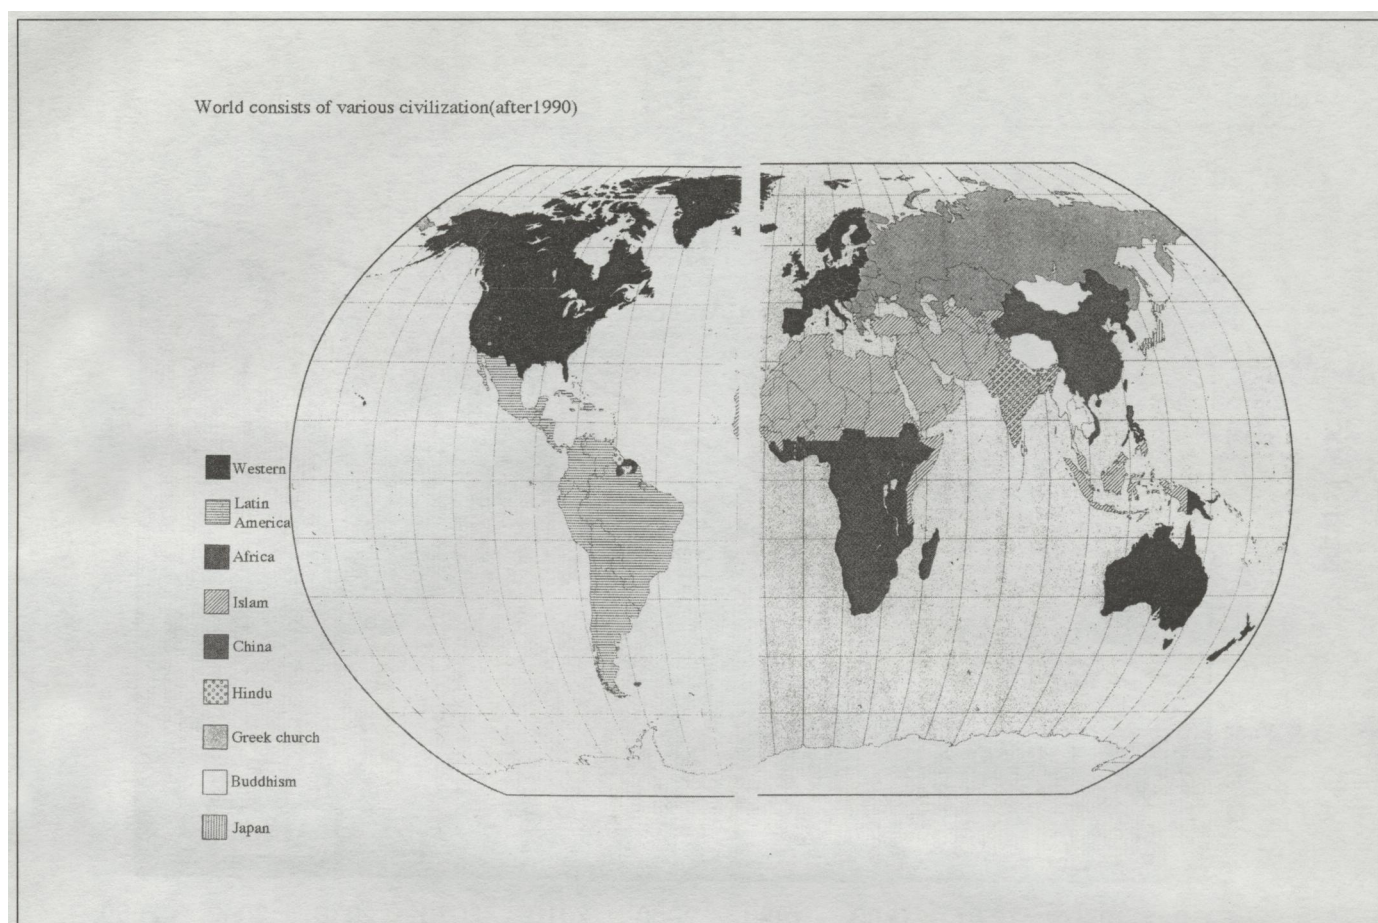 World consists of various civilization(after1990)
Western
Latin
America
Africa
Islam
China
Hindu
Greek church
Buddhism
Japan